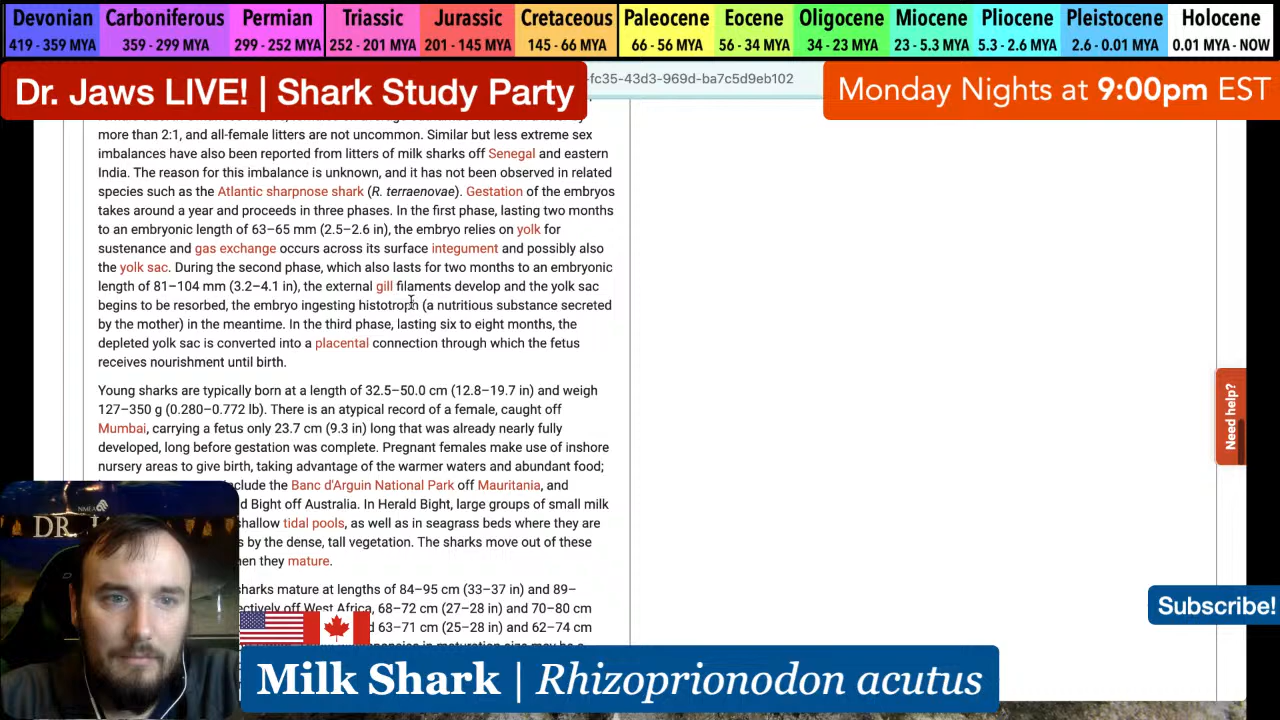 Devonian Carboniferous Permian Triassic Jurassic Cretaceous Paleocene Eocene Oligocene Miocene Pliocene Pleistocene Holocene
419 - 359 MYA 359 - 299 MYA 299 - 252 MYA 252 - 201 MYA 201 - 145 MYA 145 - 66 MYA 66 - 56 MYA 56 - 34 MYA 34 - 23 MYA 23 - 5.3 MYA 5.3 - 2.6 MYA 2.6 - 0.01 MYA 0.01 MYA - NOW
Dr. Jaws LIVE! | Shark Study Party
-fc35-43d3-969d-ba7c5d9eb102
Monday Nights at 9:00pm EST
more than 2:1, and all-female litters are not uncommon. Similar but less extreme sex
imbalances have also been reported from litters of milk sharks off Senegal and eastern
India. The reason for this imbalance is unknown, and it has not been observed in related
species such as the Atlantic sharpnose shark (R. terraenovae). Gestation of the embryos
takes around a year and proceeds in three phases. In the first phase, lasting two months
to an embryonic length of 63–65 mm (2.5–2.6 in), the embryo relies on yolk for
sustenance and gas exchange occurs across its surface integument and possibly also
the yolk sac. During the second phase, which also lasts for two months to an embryonic
length of 81–104 mm (3.2–4.1 in), the external gill filaments develop and the yolk sac
begins to be resorbed, the embryo ingesting histotroph (a nutritious substance secreted
by the mother) in the meantime. In the third phase, lasting six to eight months, the
depleted yolk sac is converted into a placental connection through which the fetus
receives nourishment until birth.
Young sharks are typically born at a length of 32.5–50.0 cm (12.8–19.7 in) and weigh
127–350 g (0.280–0.772 lb). There is an atypical record of a female, caught off
Mumbai, carrying a fetus only 23.7 cm (9.3 in) long that was already nearly fully
developed, long before gestation was complete. Pregnant females make use of inshore
nursery areas to give birth, taking advantage of the warmer waters and abundant food;
include the Banc d'Arguin National Park off Mauritania, and
d Bight off Australia. In Herald Bight, large groups of small milk
shallow tidal pools, as well as in seagrass beds where they are
s by the dense, tall vegetation. The sharks move out of these
en they mature.
sharks mature at lengths of 84–95 cm (33–37 in) and 89–
ectively off West Africa, 68–72 cm (27–28 in) and 70–80 cm
d 63–71 cm (25–28 in) and 62–74 cm
Need help?
NMEA
DR. JA
Subscribe!
Milk Shark | Rhizoprionodon acutus